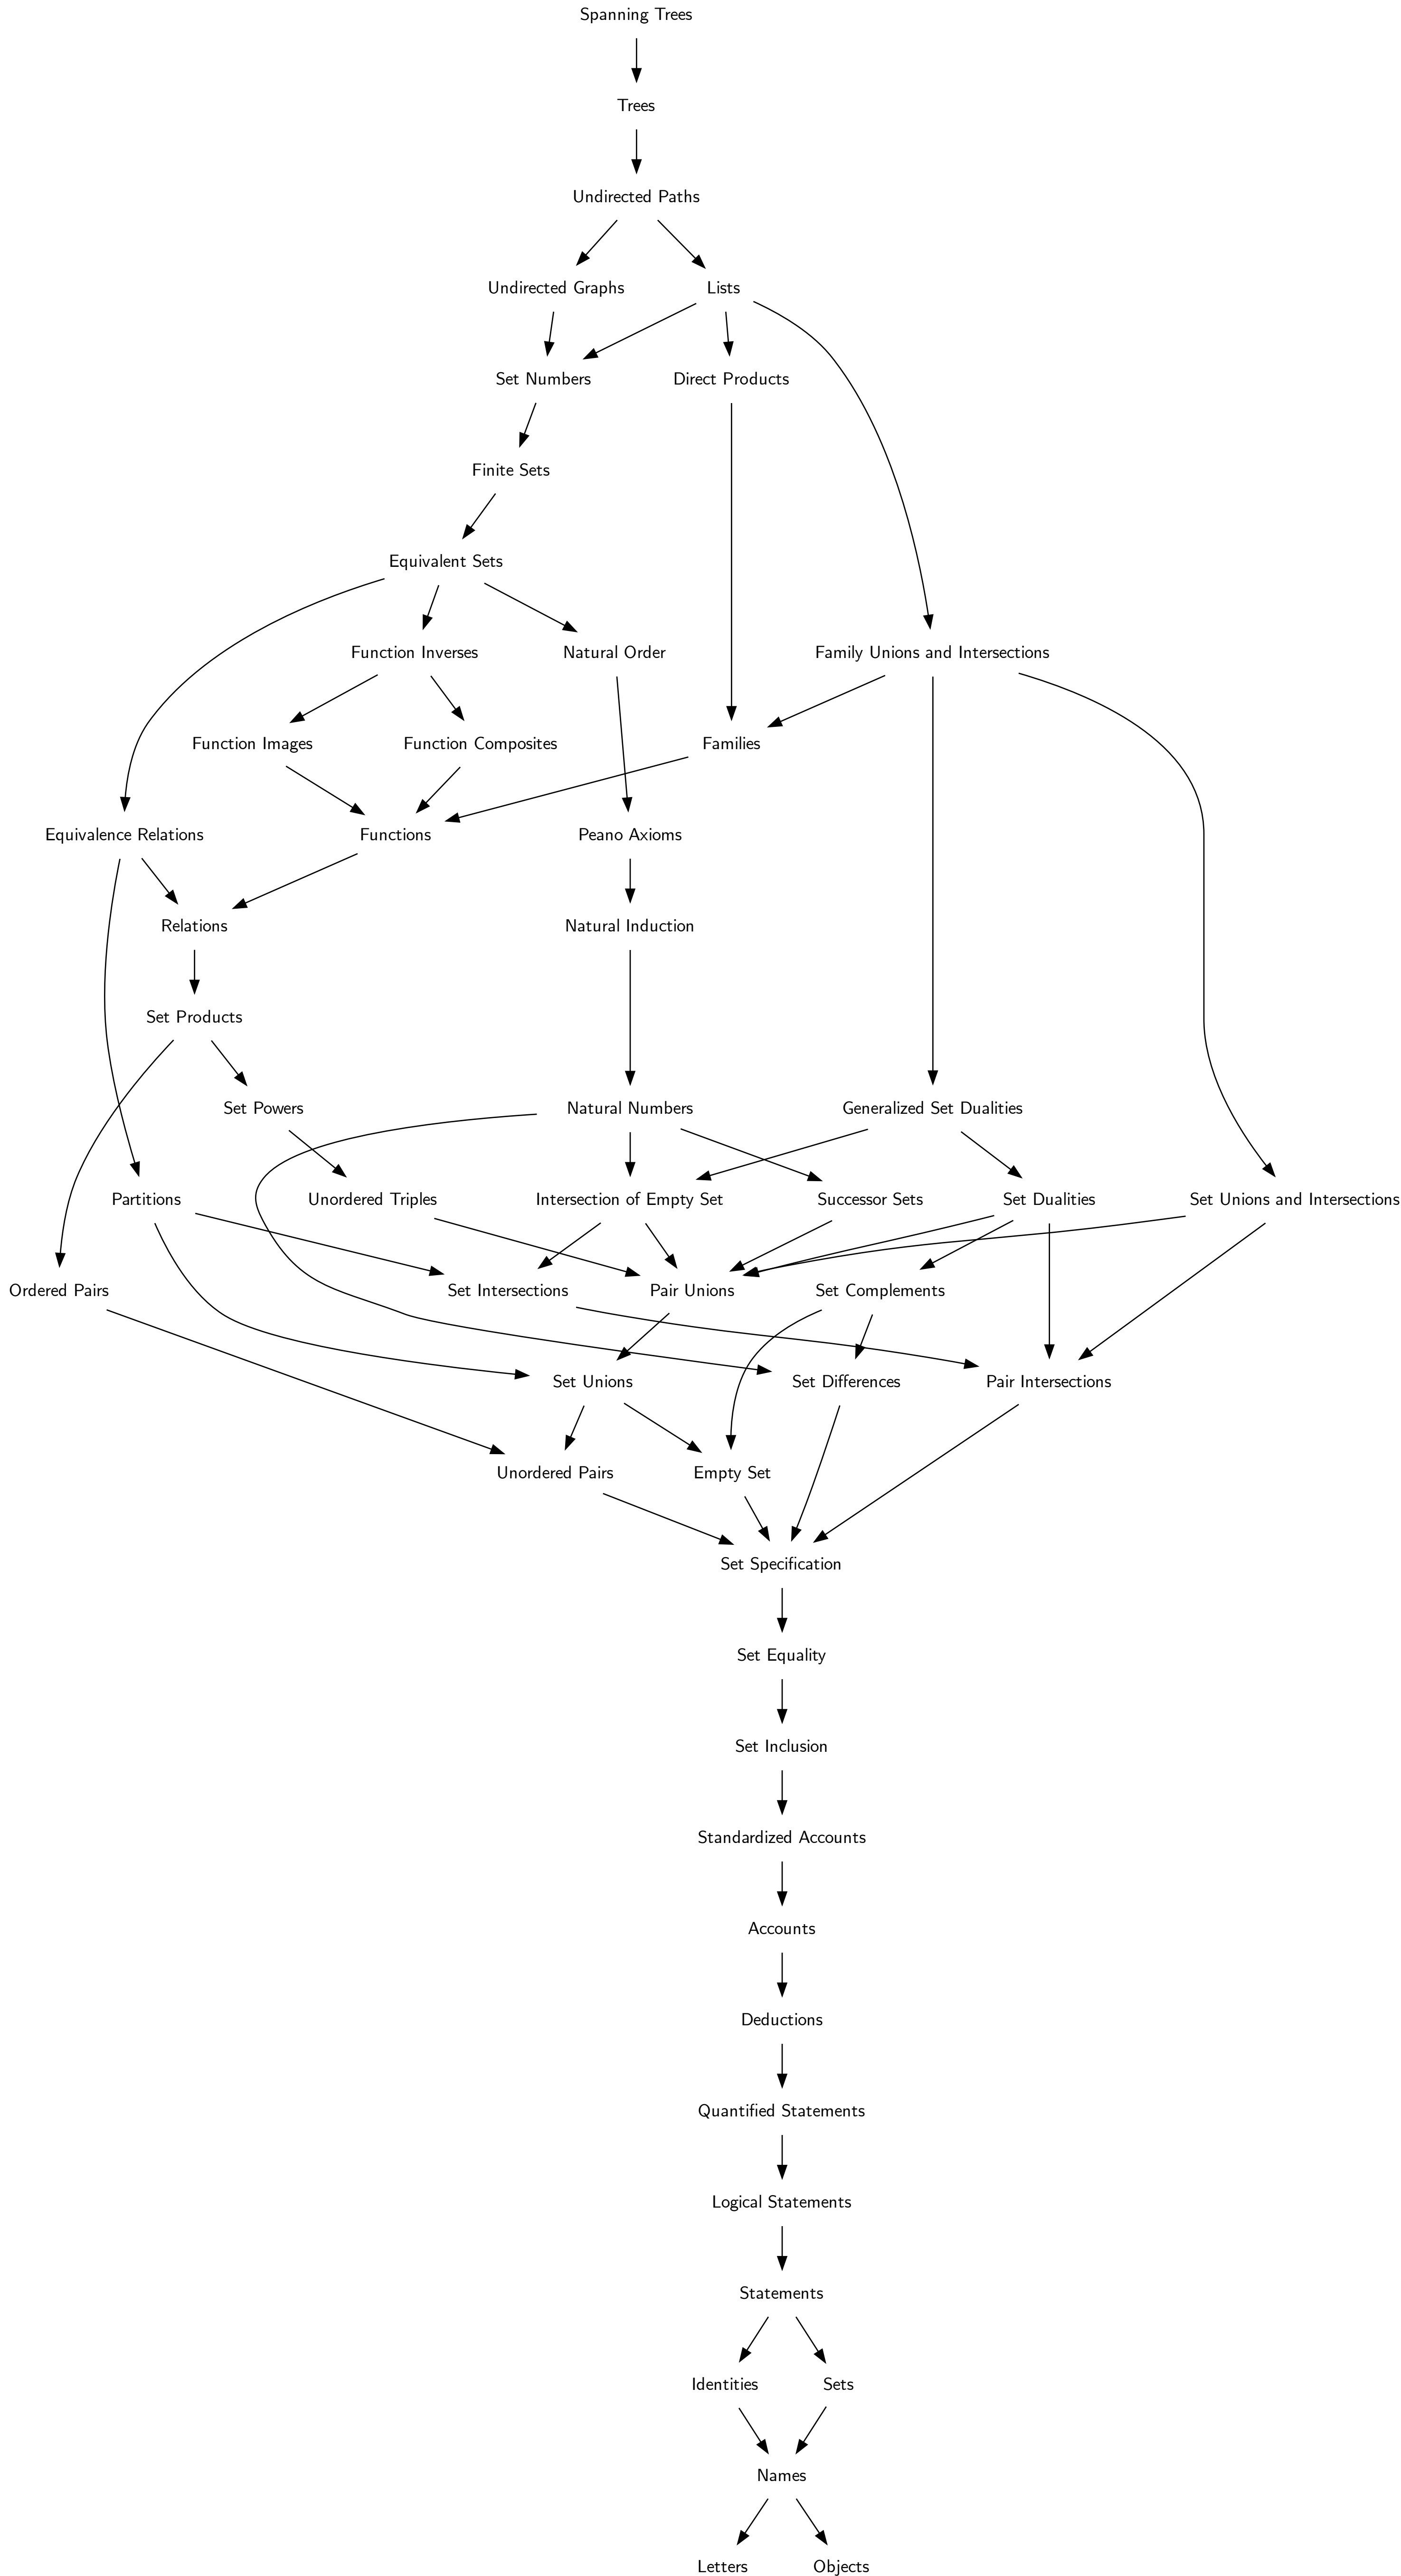 Spanning Trees
Trees
Undirected Paths
Undirected Graphs
Lists
Set Numbers
Direct Products
Finite Sets
Equivalent Sets
Function Inverses
Natural Order
Family Unions and Intersections
Function Images
Function Composites
Families
Equivalence Relations
Functions
Peano Axioms
Relations
Natural Induction
Set Products
Set Powers
Natural Numbers
Generalized Set Dualities
Partitions
Unordered Triples
Intersection of Empty Set
Successor Sets
Set Dualities
Set Unions and Intersections
Ordered Pairs
Set Intersections
Pair Unions
Set Complements
Set Unions
Set Differences
Pair Intersections
Unordered Pairs
Empty Set
Set Specification
Set Equality
Set Inclusion
Standardized Accounts
Accounts
Deductions
Quantified Statements
Logical Statements
Statements
Identities
Sets
Names
Letters
Objects